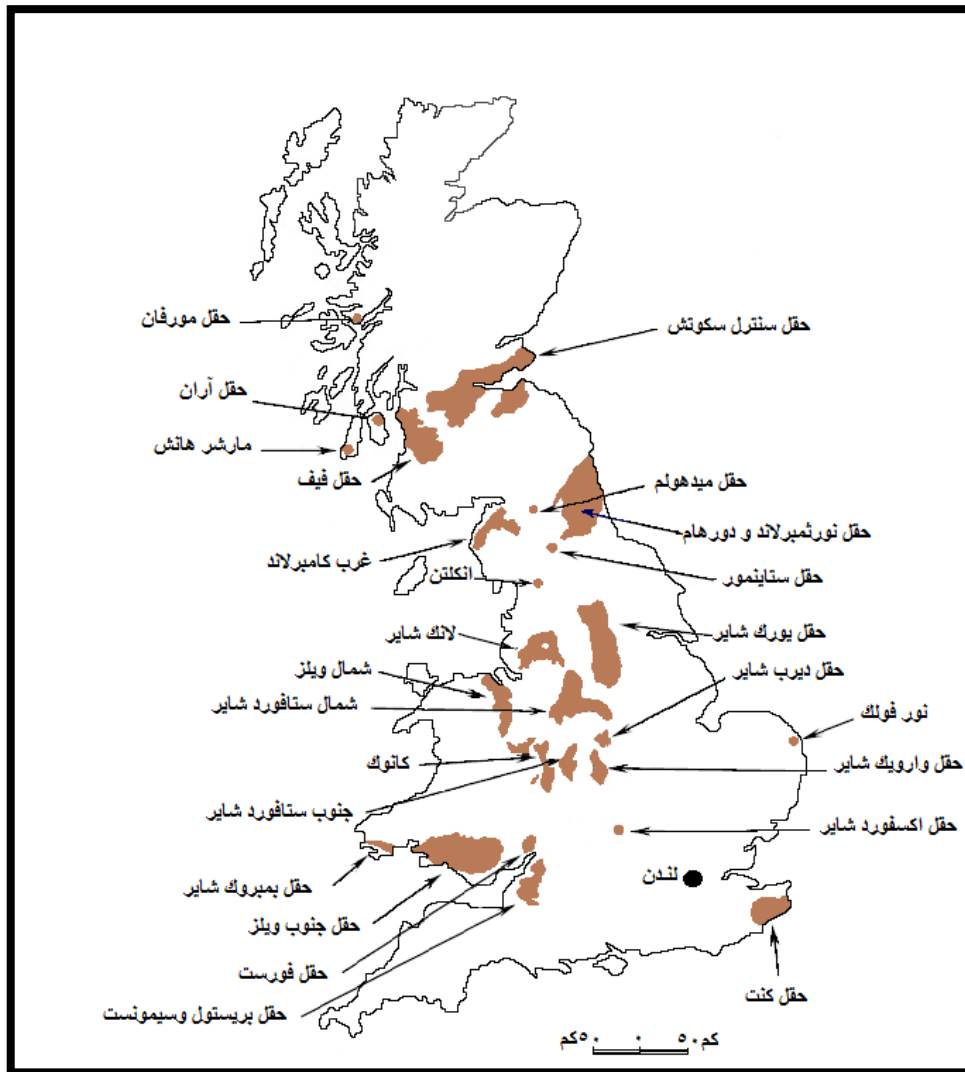 حقل مورفان
حقل سنترل سكوتش
حقل آران
مارشر هانش
حقل فيف
حقل ميدهولم
حقل نورثمبرلاند و دورهام
غرب كامبرلاند
حقل ستاينمور
انكلتن
حقل يورك شاير
لانك شاير
شمال ويلز
حقل ديرب شاير
شمال ستافورد شاير
نور فولك
كانوك
حقل وارويك شاير
جنوب ستافورد شاير
حقل اكسفورد شاير
لندن
حقل بمبروك شاير
حقل جنوب ويلز
حقل فورست
حقل كنت
حقل بريستول وسيمونست
٥٠كم ٠ ٥٠كم